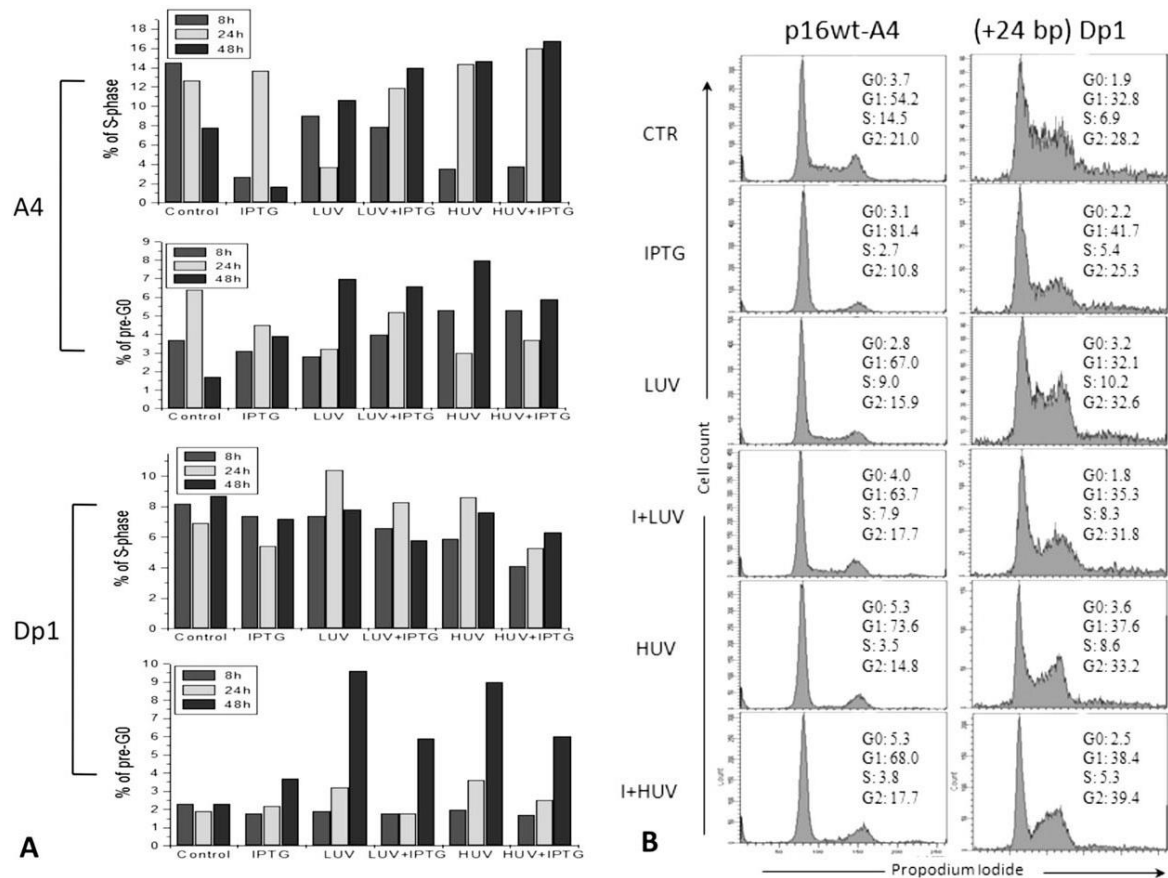 8h
24h
48h
% of S-phase
18
16
14
12
10
8
6
4
2
0
Control IPTG LUV LUV+IPTG HUV HUV+IPTG
A4
8h
24h
48h
% of pre-G0
9
8
7
6
5
4
3
2
1
0
Control IPTG LUV LUV+IPTG HUV HUV+IPTG
8h
24h
48h
% of S-phase
10
8
6
4
2
0
Control IPTG LUV LUV+IPTG HUV HUV+IPTG
Dp1
8h
24h
48h
% of pre-G0
10
9
8
7
6
5
4
3
2
1
0
Control IPTG LUV LUV+IPTG HUV HUV+IPTG
A
p16wt-A4 (+24 bp) Dp1
CTR
G0: 3.7
G1: 54.2
S: 14.5
G2: 21.0
G0: 1.9
G1: 32.8
S: 6.9
G2: 28.2
IPTG
G0: 3.1
G1: 81.4
S: 2.7
G2: 10.8
G0: 2.2
G1: 41.7
S: 5.4
G2: 25.3
LUV
G0: 2.8
G1: 67.0
S: 9.0
G2: 15.9
G0: 3.2
G1: 32.1
S: 10.2
G2: 32.6
Cell count
I+LUV
G0: 4.0
G1: 63.7
S: 7.9
G2: 17.7
G0: 1.8
G1: 35.3
S: 8.3
G2: 31.8
HUV
G0: 5.3
G1: 73.6
S: 3.5
G2: 14.8
G0: 3.6
G1: 37.6
S: 8.6
G2: 33.2
I+HUV
G0: 5.3
G1: 68.0
S: 3.8
G2: 17.7
G0: 2.5
G1: 38.4
S: 5.3
G2: 39.4
Count
Count
50 100 150 200 250
Propodium Iodide
B